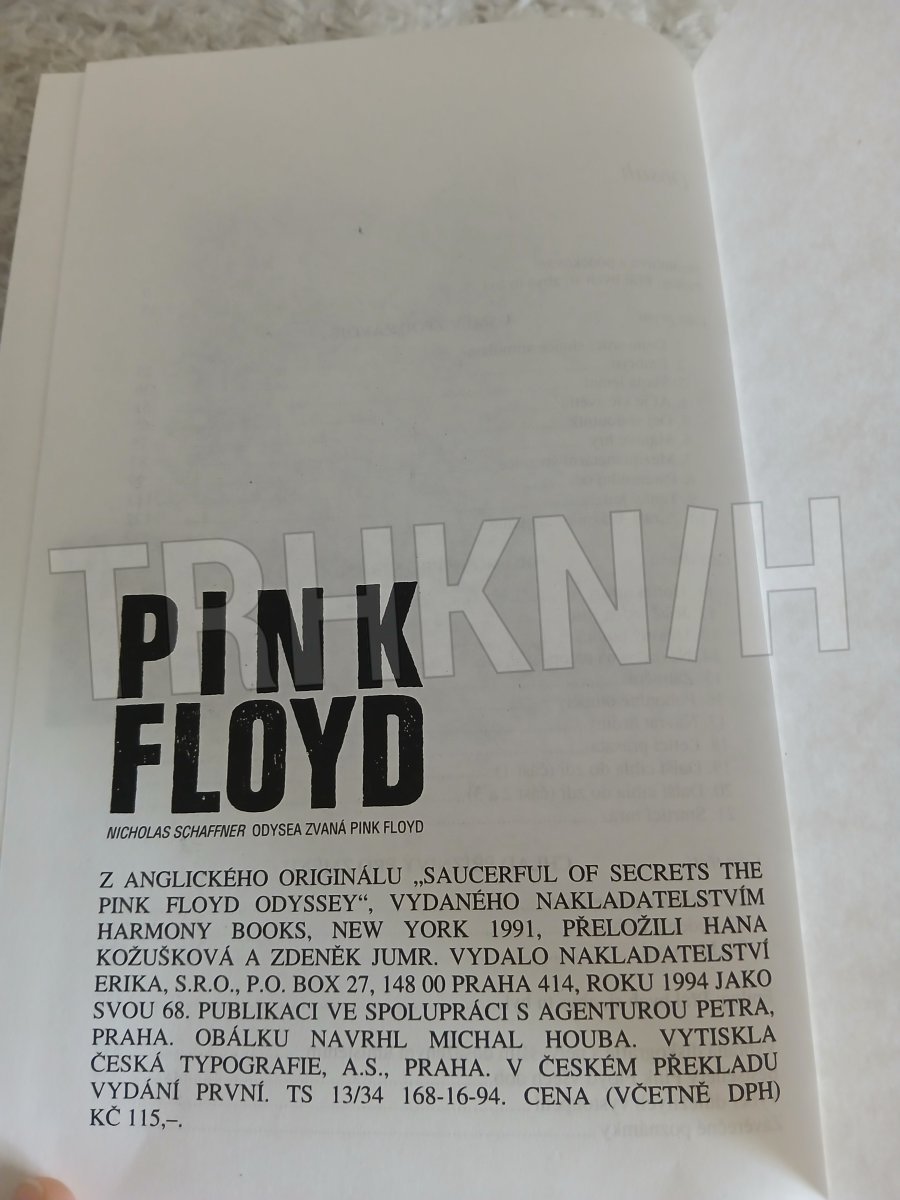 TRHKN/H
PINK
FLOYD
NICHOLAS SCHAFFNER ODYSEA ZVANÁ PINK FLOYD
Z ANGLICKÉHO ORIGINÁLU „SAUCERFUL OF SECRETS THE
PINK FLOYD ODYSSEY“, VYDANÉHO NAKLADATELSTVÍM
HARMONY BOOKS, NEW YORK 1991, PŘELOŽILI HANA
KOŽUŠKOVÁ A ZDENĚK JUMR. VYDALO NAKLADATELSTVÍ
ERIKA, S.R.O., P.O. BOX 27, 148 00 PRAHA 414, ROKU 1994 JAKO
SVOU 68. PUBLIKACI VE SPOLUPRÁCI S AGENTUROU PETRA,
PRAHA. OBÁLKU NAVRHL MICHAL HOUBA. VYTISKLA
ČESKÁ TYPOGRAFIE, A.S., PRAHA. V ČESKÉM PŘEKLADU
VYDÁNÍ PRVNÍ. TS 13/34 168-16-94. CENA (VČETNĚ DPH)
KČ 115,–.